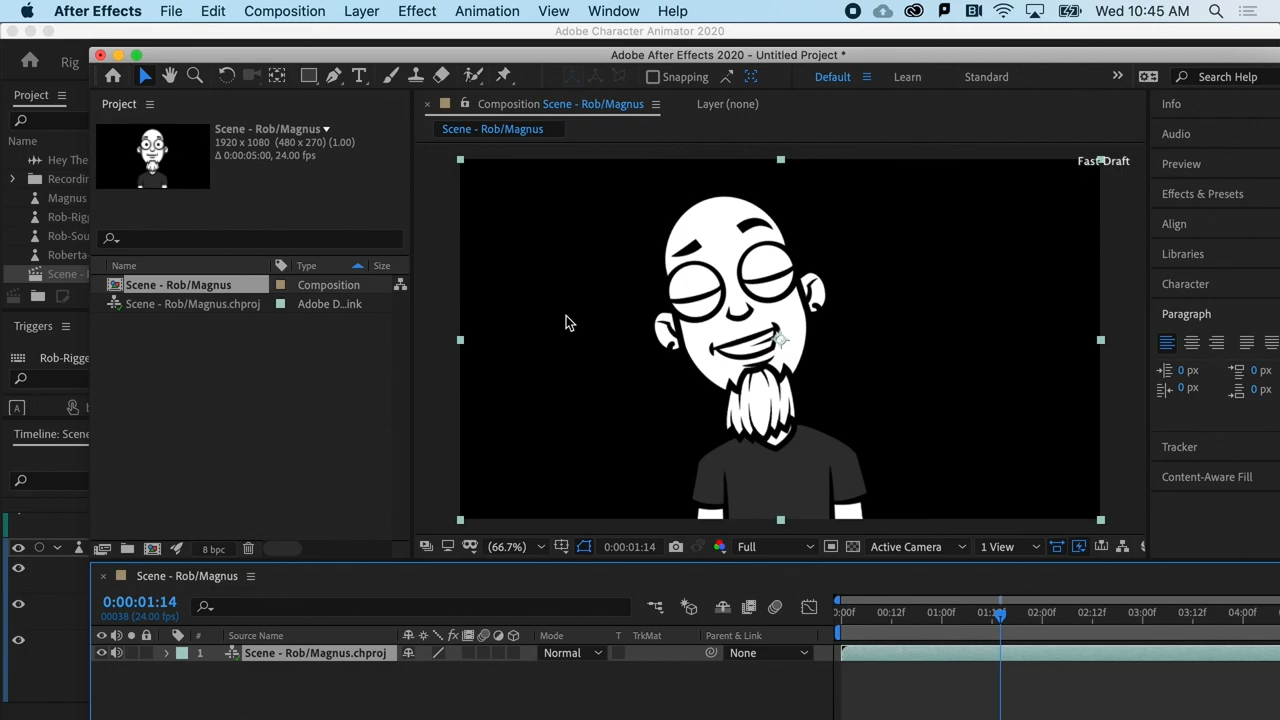 After Effects File Edit Composition Layer Effect Animation View Window Help Wed 10:45 AM
Adobe Character Animator 2020
Rig
Adobe After Effects 2020 - Untitled Project *
Snapping Default Learn Standard Search Help
Project
Name
Hey The
Recordin
Magnus
Rob-Rigg
Rob-Sou
Roberta-
Scene - R
Triggers
Rob-Rigge
A
Timeline: Scene
Project
Scene - Rob/Magnus
1920 x 1080 (480 x 270) (1.00)
Δ 0:00:05:00, 24.00 fps
Name Type Size
Scene - Rob/Magnus Composition
Scene - Rob/Magnus.chproj Adobe D...ink
8 bpc
Composition Scene - Rob/Magnus Layer (none)
Scene - Rob/Magnus
Fast Draft
(66.7%) 0:00:01:14 Full Active Camera 1 View
Info
Audio
Preview
Effects & Presets
Align
Libraries
Character
Paragraph
0 px 0 px
0 px 0 px
Tracker
Content-Aware Fill
Scene - Rob/Magnus
0:00:01:14
00038 (24.00 fps)
:00f 00:12f 01:00f 02:00f 02:12f 03:00f 03:12f 04:00f
# Source Name fx Mode T TrkMat Parent & Link
1 Scene - Rob/Magnus.chproj Normal None